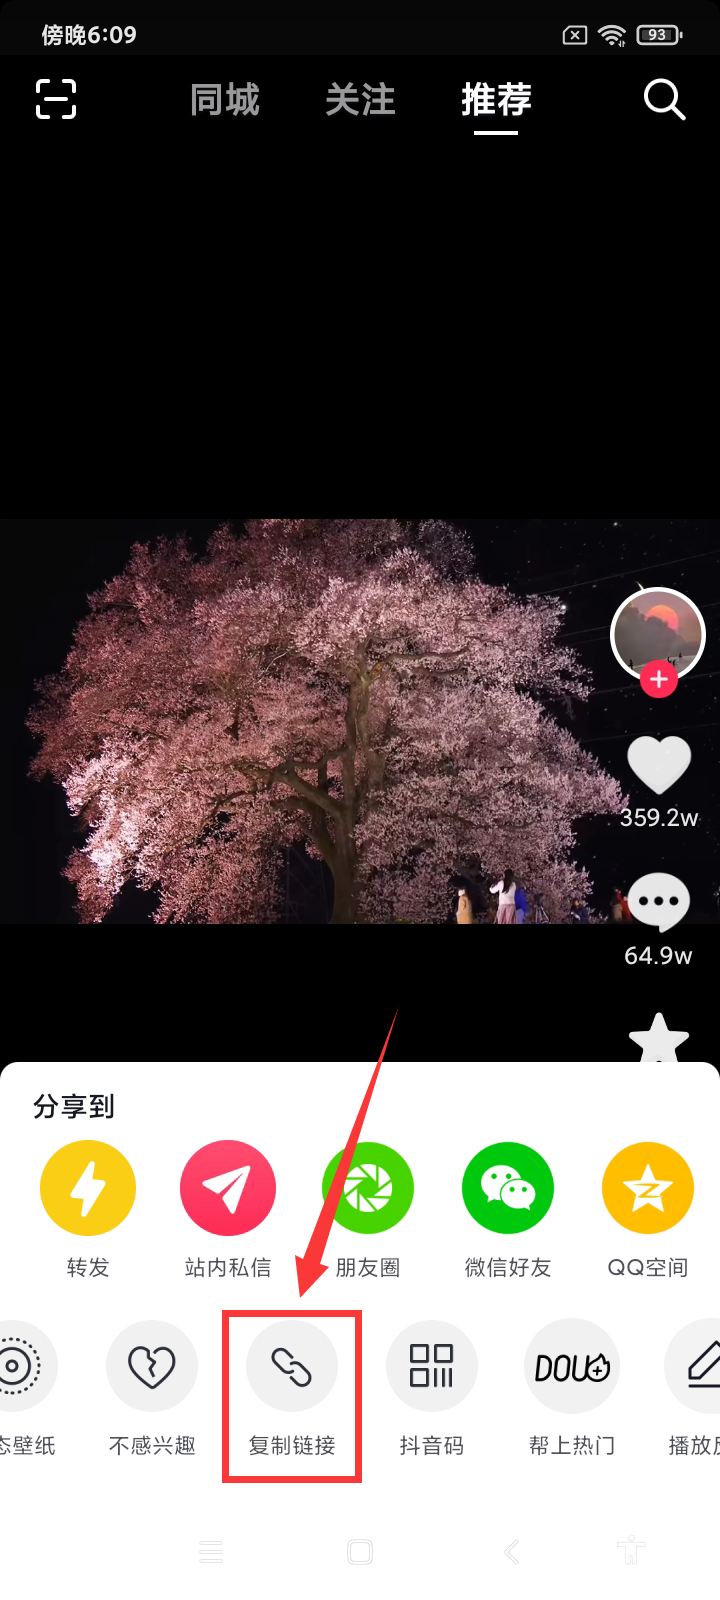 傍晚6:09
93
同城 关注 推荐
359.2w
64.9w
分享到
转发 站内私信 朋友圈 微信好友 QQ空间
DOU+
态壁纸 不感兴趣 复制链接 抖音码 帮上热门 播放反